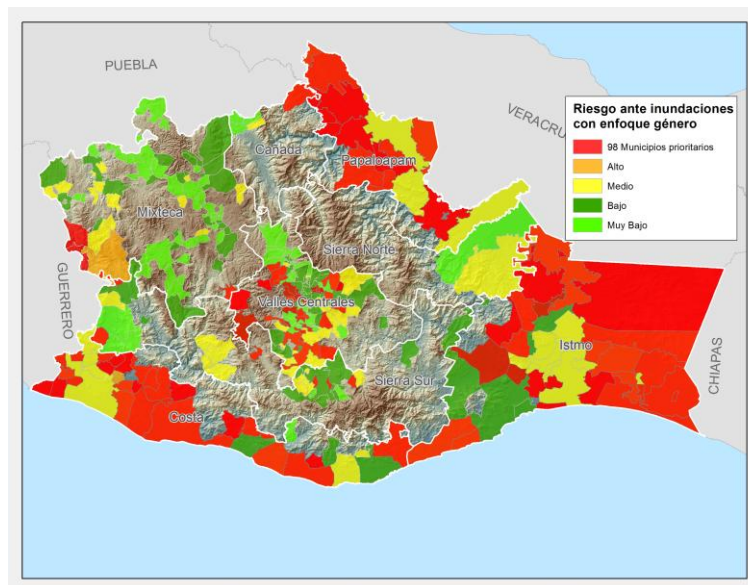 PUEBLA
VERACRU
Riesgo ante inundaciones
con enfoque género
98 Municipios prioritarios
Alto
Medio
Bajo
Muy Bajo
Cañada
Papaloapam
Mixteca
Sierra Norte
GUERRERO
Valles Centrales
Istmo
CHIAPAS
Sierra Sur
Costa